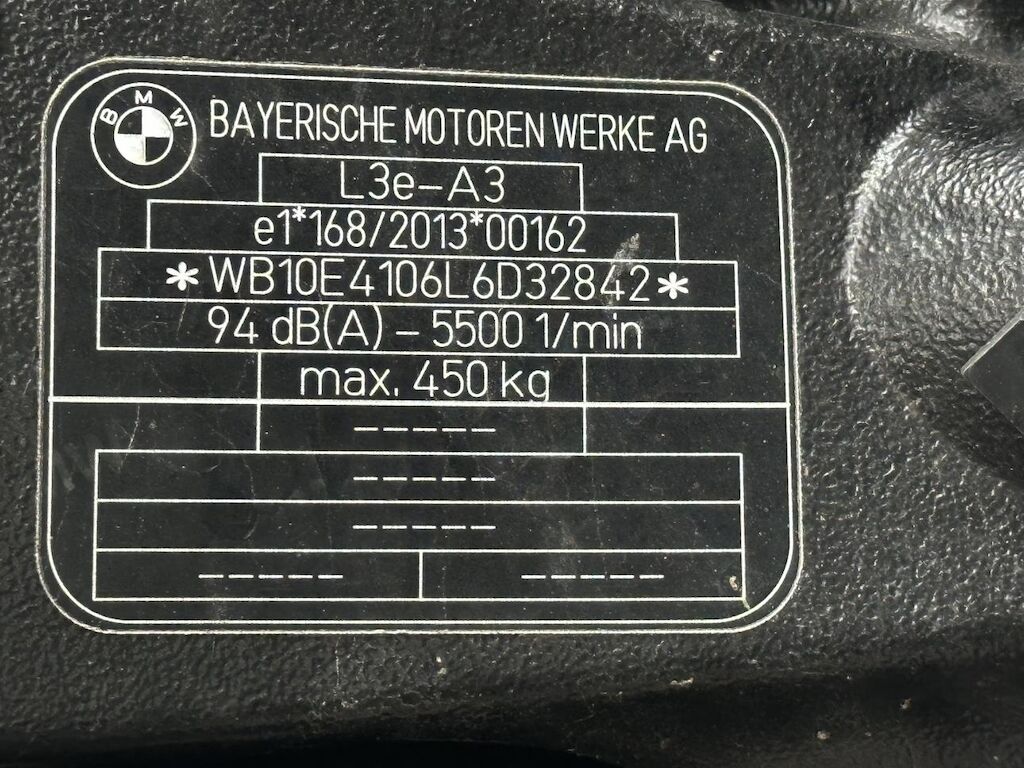 BMW
BAYERISCHE MOTOREN WERKE AG
L3e-A3
e1*168/2013*00162
*WB10E4106L6D32842*
94 dB(A) - 5500 1/min
max. 450 kg
-----
-----
-----
----- -----